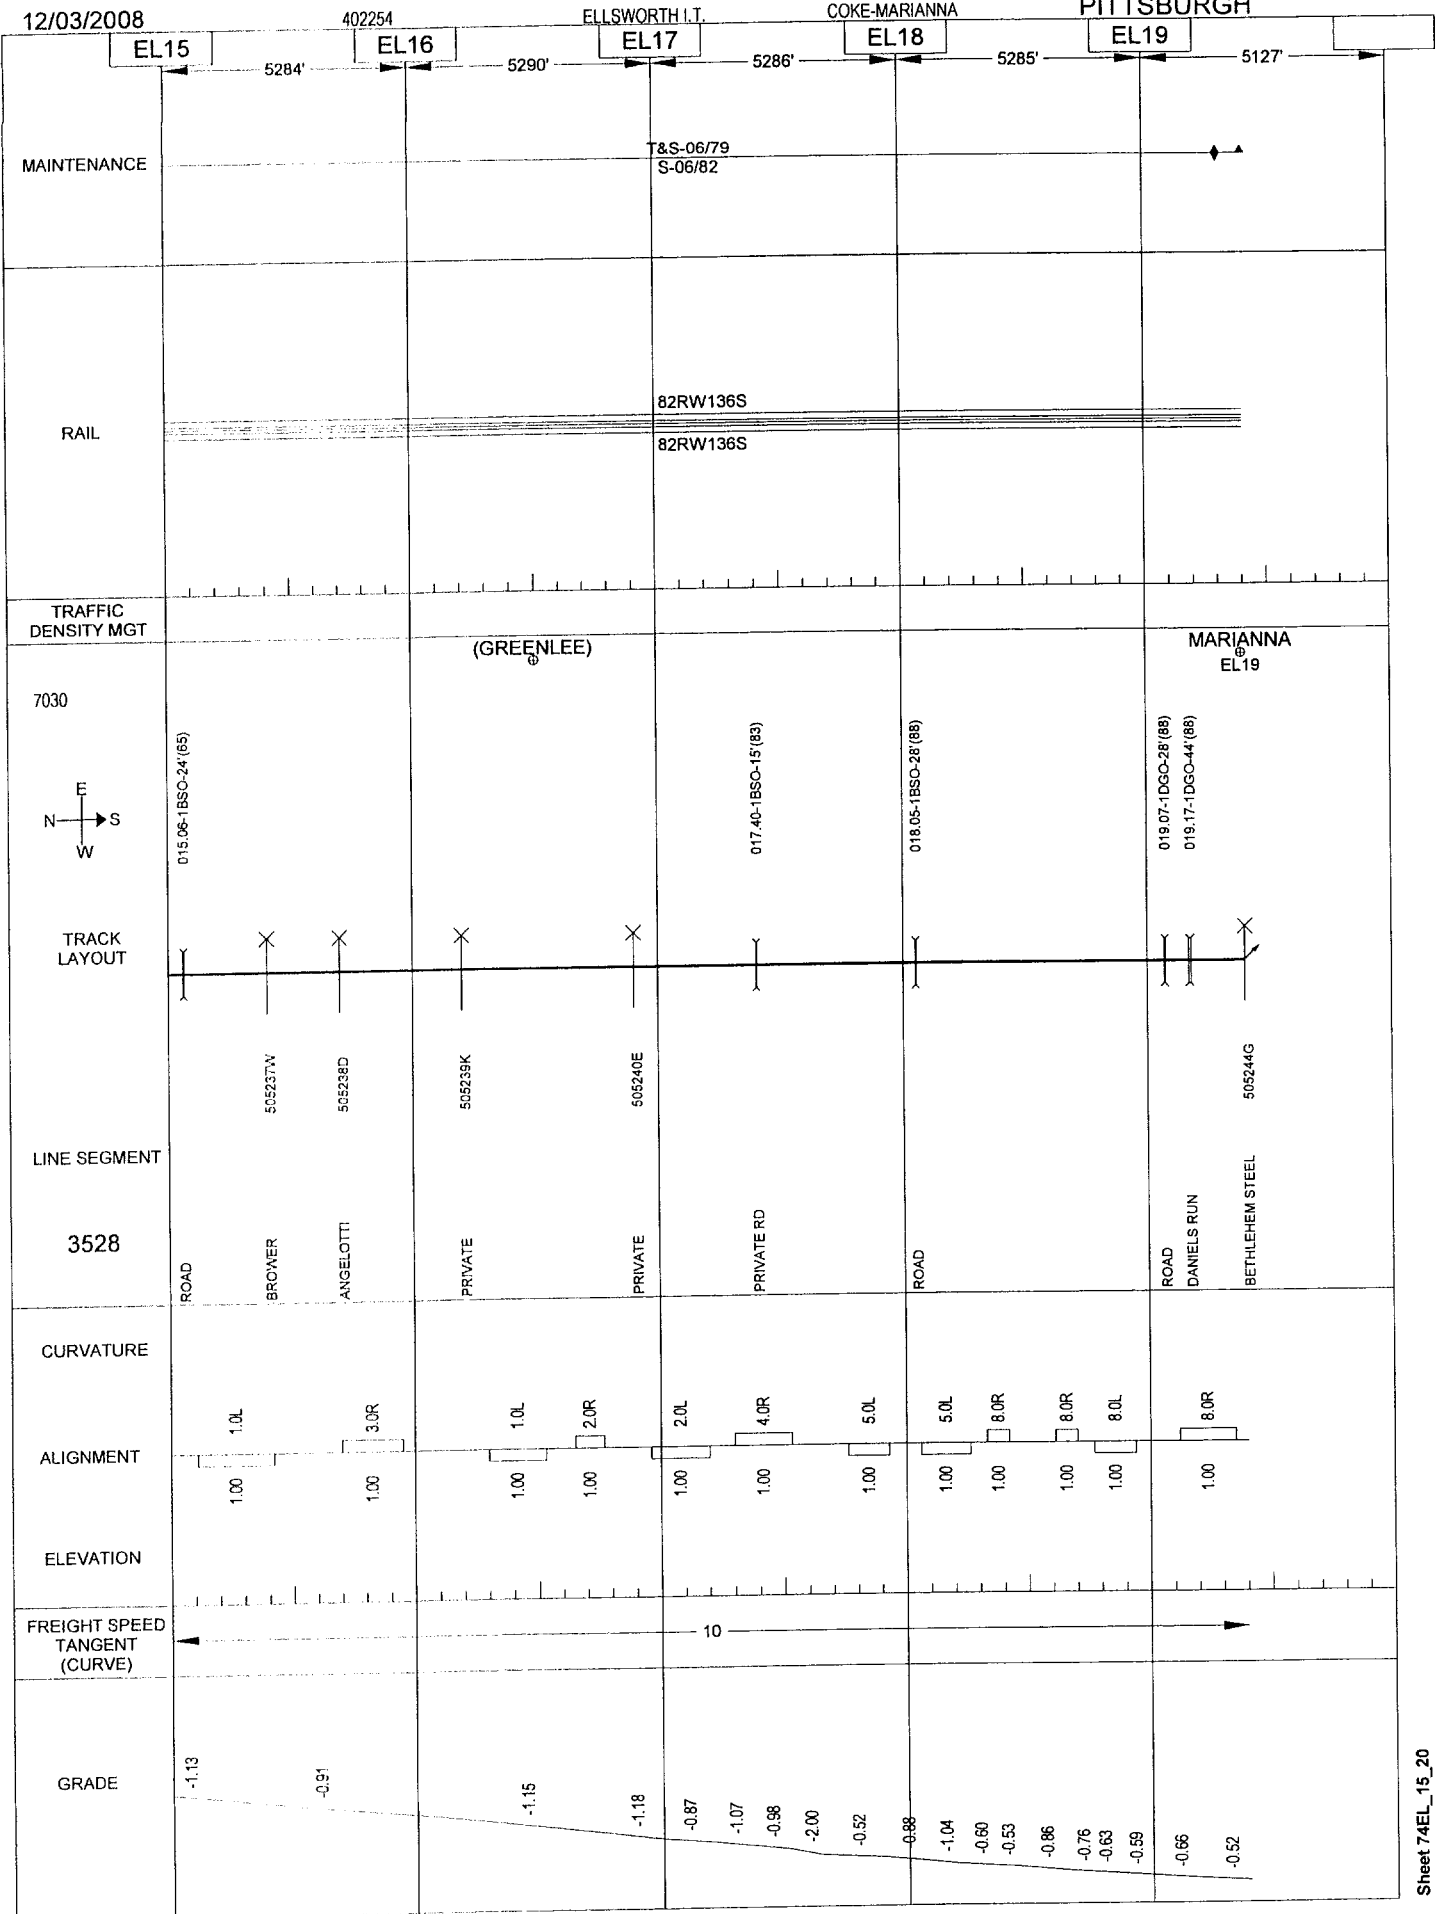 12/03/2008
402254
ELLSWORTH I.T.
COKE-MARIANNA
PITTSBURGH
EL15
EL16
EL17
EL18
EL19
5284'
5290'
5286'
5285'
5127'
MAINTENANCE
T&S-06/79
S-06/82
RAIL
82RW136S
82RW136S
TRAFFIC
DENSITY MGT
(GREENLEE)
MARIANNA
EL19
7030
E
N
S
W
015.06-1BSO-24'(65)
017.40-1BSO-15'(83)
018.05-1BSO-28'(88)
019.07-1DGO-28'(88)
019.17-1DGO-44'(88)
TRACK
LAYOUT
505237W
505238D
505239K
505240E
505244G
LINE SEGMENT
3528
ROAD
BROWER
ANGELOTTI
PRIVATE
PRIVATE
PRIVATE RD
ROAD
ROAD
DANIELS RUN
BETHLEHEM STEEL
CURVATURE
1.0L
3.0R
1.0L
2.0R
2.0L
4.0R
5.0L
5.0L
8.0R
8.0R
8.0L
8.0R
ALIGNMENT
1.00
1.00
1.00
1.00
1.00
1.00
1.00
1.00
1.00
1.00
1.00
1.00
ELEVATION
FREIGHT SPEED
TANGENT
(CURVE)
10
GRADE
-1.13
-0.91
-1.15
-1.18
-0.87
-1.07
-0.98
-2.00
-0.52
-0.88
-1.04
-0.60
-0.53
-0.86
-0.76
-0.63
-0.59
-0.66
-0.52
Sheet 74EL_15_20